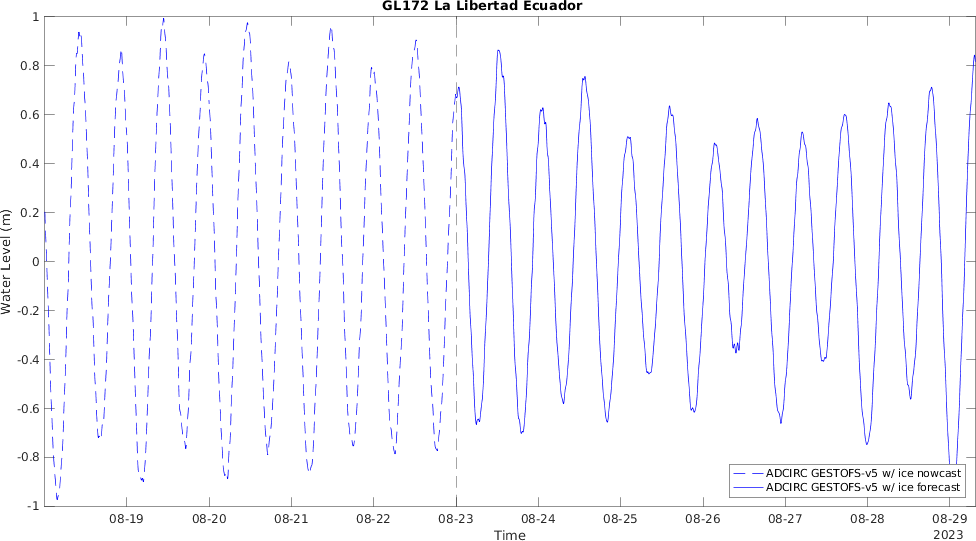 GL172 La Libertad Ecuador
1
0.8
0.6
0.4
0.2
0
-0.2
-0.4
-0.6
-0.8
-1
Water Level (m)
ADCIRC GESTOFS-v5 w/ ice nowcast
ADCIRC GESTOFS-v5 w/ ice forecast
08-19 08-20 08-21 08-22 08-23 08-24 08-25 08-26 08-27 08-28 08-29
Time
2023